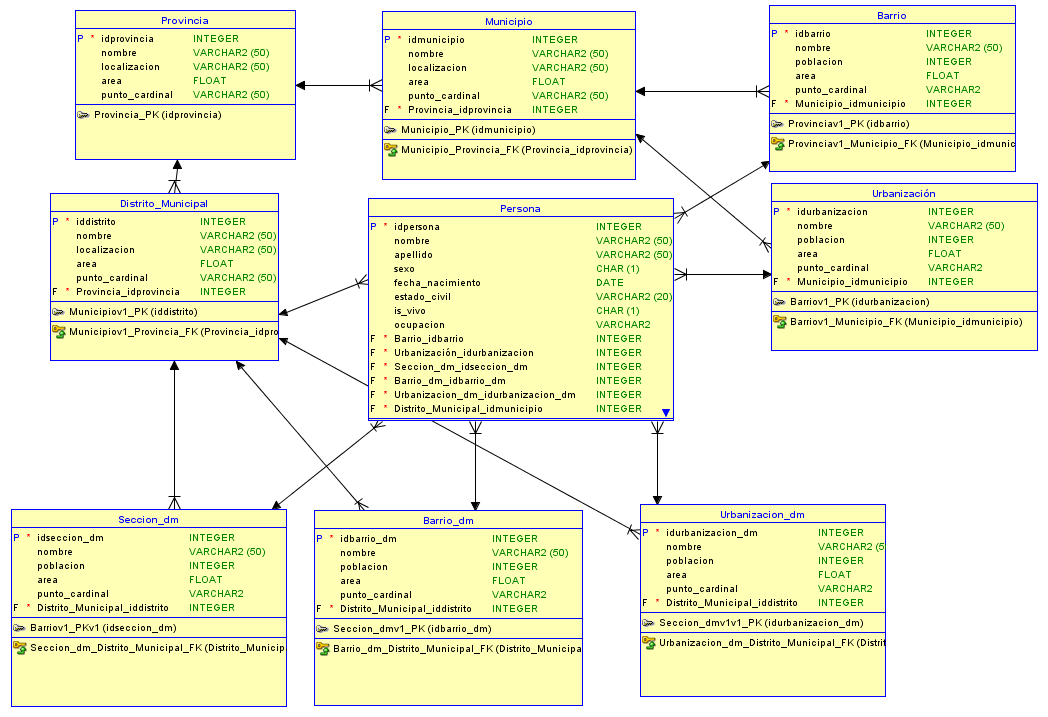 Provincia
P * idprovincia INTEGER
nombre VARCHAR2 (50)
localizacion VARCHAR2 (50)
area FLOAT
punto_cardinal VARCHAR2 (50)
Provincia_PK (idprovincia)
Municipio
P * idmunicipio INTEGER
nombre VARCHAR2 (50)
localizacion VARCHAR2 (50)
area FLOAT
punto_cardinal VARCHAR2 (50)
F * Provincia_idprovincia INTEGER
Municipio_PK (idmunicipio)
Municipio_Provincia_FK (Provincia_idprovincia)
Barrio
P * idbarrio INTEGER
nombre VARCHAR2 (50)
poblacion INTEGER
area FLOAT
punto_cardinal VARCHAR2
F * Municipio_idmunicipio INTEGER
Provinciav1_PK (idbarrio)
Provinciav1_Municipio_FK (Municipio_idmunic
Distrito_Municipal
P * iddistrito INTEGER
nombre VARCHAR2 (50)
localizacion VARCHAR2 (50)
area FLOAT
punto_cardinal VARCHAR2 (50)
F * Provincia_idprovincia INTEGER
Municipiov1_PK (iddistrito)
Municipiov1_Provincia_FK (Provincia_idpro
Persona
P * idpersona INTEGER
nombre VARCHAR2 (50)
apellido VARCHAR2 (50)
sexo CHAR (1)
fecha_nacimiento DATE
estado_civil VARCHAR2 (20)
is_vivo CHAR (1)
ocupacion VARCHAR2
F * Barrio_idbarrio INTEGER
F * Urbanización_idurbanizacion INTEGER
F * Seccion_dm_idseccion_dm INTEGER
F * Barrio_dm_idbarrio_dm INTEGER
F * Urbanizacion_dm_idurbanizacion_dm INTEGER
F * Distrito_Municipal_idmunicipio INTEGER
Urbanización
P * idurbanizacion INTEGER
nombre VARCHAR2 (50)
poblacion INTEGER
area FLOAT
punto_cardinal VARCHAR2
F * Municipio_idmunicipio INTEGER
Barriov1_PK (idurbanizacion)
Barriov1_Municipio_FK (Municipio_idmunicipio)
Seccion_dm
P * idseccion_dm INTEGER
nombre VARCHAR2 (50)
poblacion INTEGER
area FLOAT
punto_cardinal VARCHAR2
F * Distrito_Municipal_iddistrito INTEGER
Barriov1_PKv1 (idseccion_dm)
Seccion_dm_Distrito_Municipal_FK (Distrito_Municip
Barrio_dm
P * idbarrio_dm INTEGER
nombre VARCHAR2 (50)
poblacion INTEGER
area FLOAT
punto_cardinal VARCHAR2
F * Distrito_Municipal_iddistrito INTEGER
Seccion_dmv1_PK (idbarrio_dm)
Barrio_dm_Distrito_Municipal_FK (Distrito_Municipa
Urbanizacion_dm
P * idurbanizacion_dm INTEGER
nombre VARCHAR2 (5
poblacion INTEGER
area FLOAT
punto_cardinal VARCHAR2
F * Distrito_Municipal_iddistrito INTEGER
Seccion_dmv1v1_PK (idurbanizacion_dm)
Urbanizacion_dm_Distrito_Municipal_FK (Distri